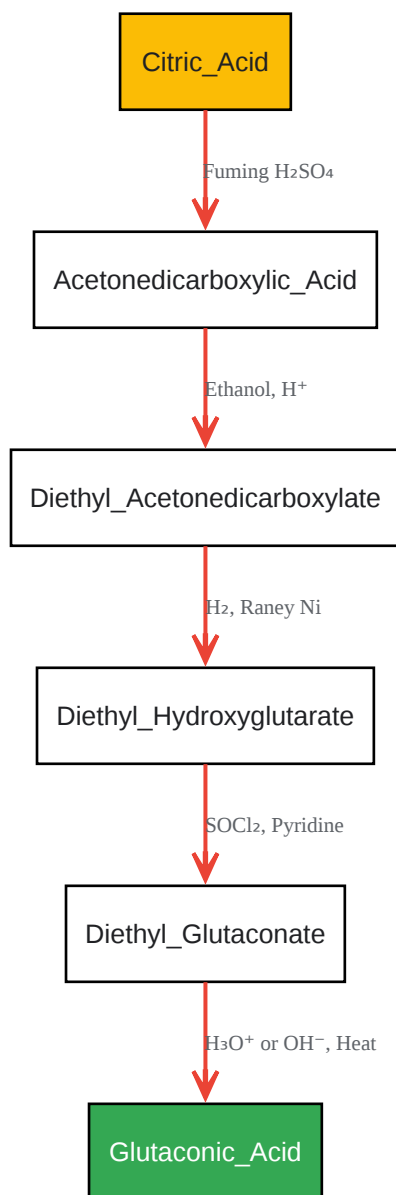 Citric_Acid
Fuming H₂SO₄
Acetonedicarboxylic_Acid
Ethanol, H⁺
Diethyl_Acetonedicarboxylate
H₂, Raney Ni
Diethyl_Hydroxyglutarate
SOCl₂, Pyridine
Diethyl_Glutaconate
H₃O⁺ or OH⁻, Heat
Glutaconic_Acid